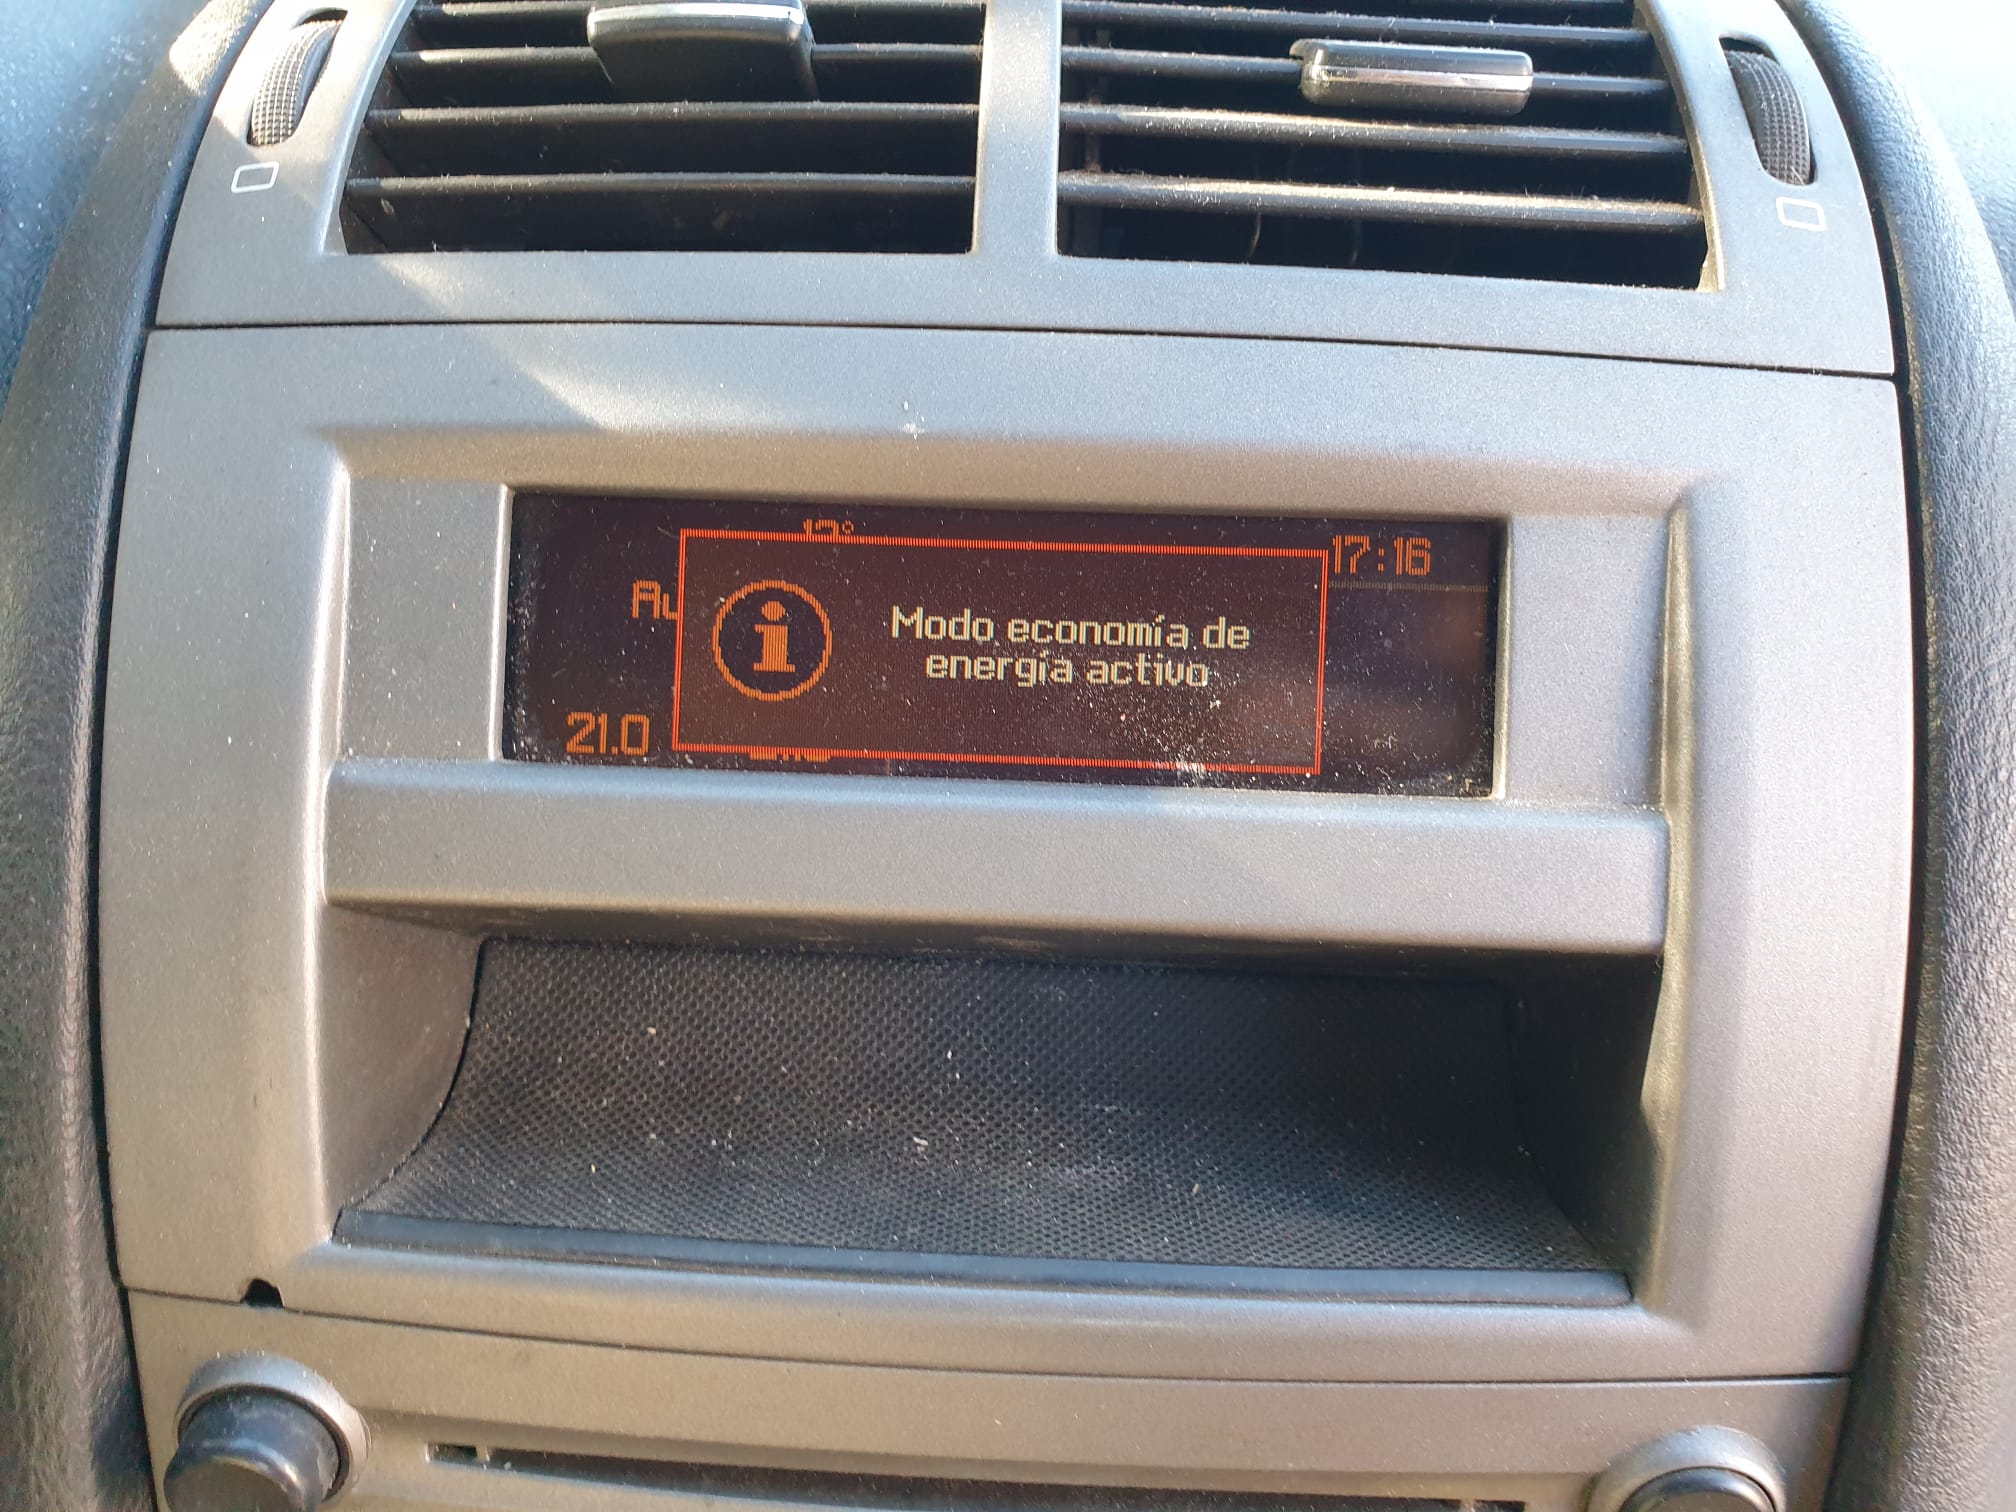 17:16
Modo economía de
energía activo
21.0